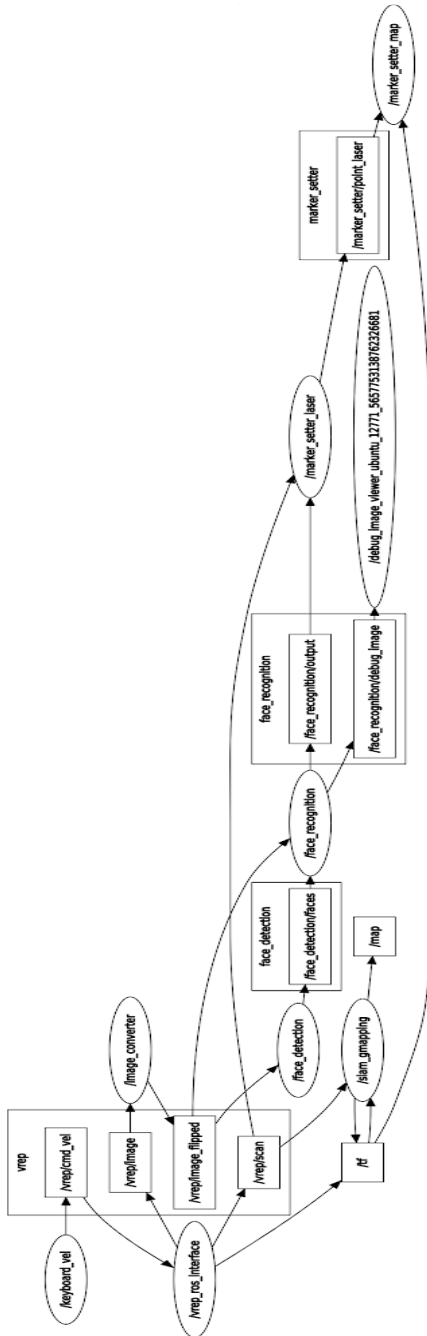 /keyboard_vel
/vrep_ros_interface
vrep
/vrep/cmd_vel
/vrep/image
/vrep/image_flipped
/vrep/scan
/tf
/image_converter
/face_detection
/slam_gmapping
face_detection
/face_detection/faces
/map
/face_recognition
face_recognition
/face_recognition/output
/face_recognition/debug_image
/marker_setter_laser
/debug_image_viewer_ubuntu_12771_5657753138762326681
marker_setter
/marker_setter/point_laser
/marker_setter_map